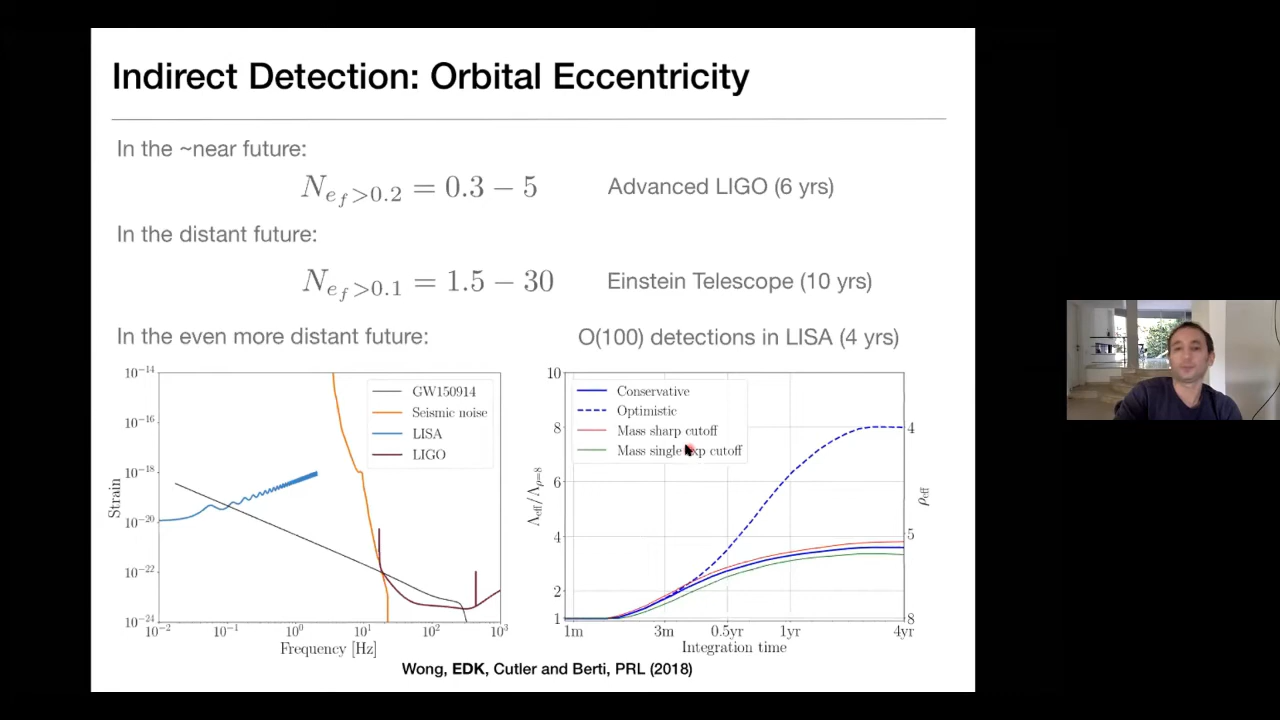 Indirect Detection: Orbital Eccentricity
In the ~near future:
N_{e_f>0.2} = 0.3 − 5
Advanced LIGO (6 yrs)
In the distant future:
N_{e_f>0.1} = 1.5 − 30
Einstein Telescope (10 yrs)
In the even more distant future:
O(100) detections in LISA (4 yrs)
10^{-14}
10^{-16}
10^{-18}
10^{-20}
10^{-22}
10^{-24}
Strain
GW150914
Seismic noise
LISA
LIGO
10^{-2} 10^{-1} 10^0 10^1 10^2 10^3
Frequency [Hz]
10
8
6
4
2
1
Λ_{eff}/Λ_{ρ=8}
Conservative
Optimistic
Mass sharp cutoff
Mass single exp cutoff
4
5
8
ρ_{eff}
1m 3m 0.5yr 1yr 4yr
Integration time
Wong, EDK, Cutler and Berti, PRL (2018)